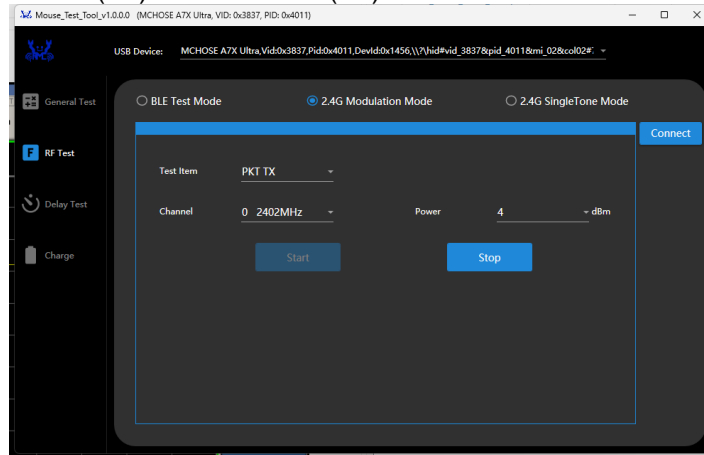 Mouse_Test_Tool_v1.0.0.0 (MCHOSE A7X Ultra, VID: 0x3837, PID: 0x4011)
USB Device: MCHOSE A7X Ultra,Vid:0x3837,Pid:0x4011,DevId:0x1456,\\?\hid#vid_3837&pid_4011&mi_02&col02#
General Test
BLE Test Mode 2.4G Modulation Mode 2.4G SingleTone Mode
Connect
RF Test
Test Item PKT TX
Delay Test
Channel 0 2402MHz Power 4 dBm
Charge
Start Stop